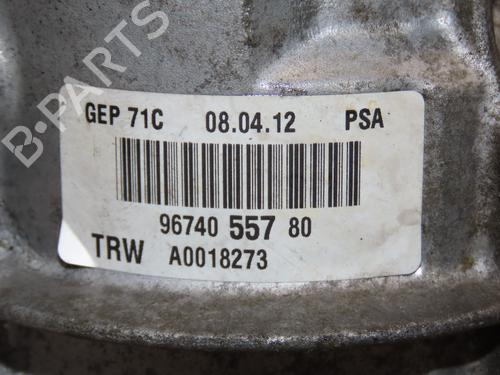 B-PARTS
GEP 71C 08.04.12 PSA
96740 557 80
TRW A0018273